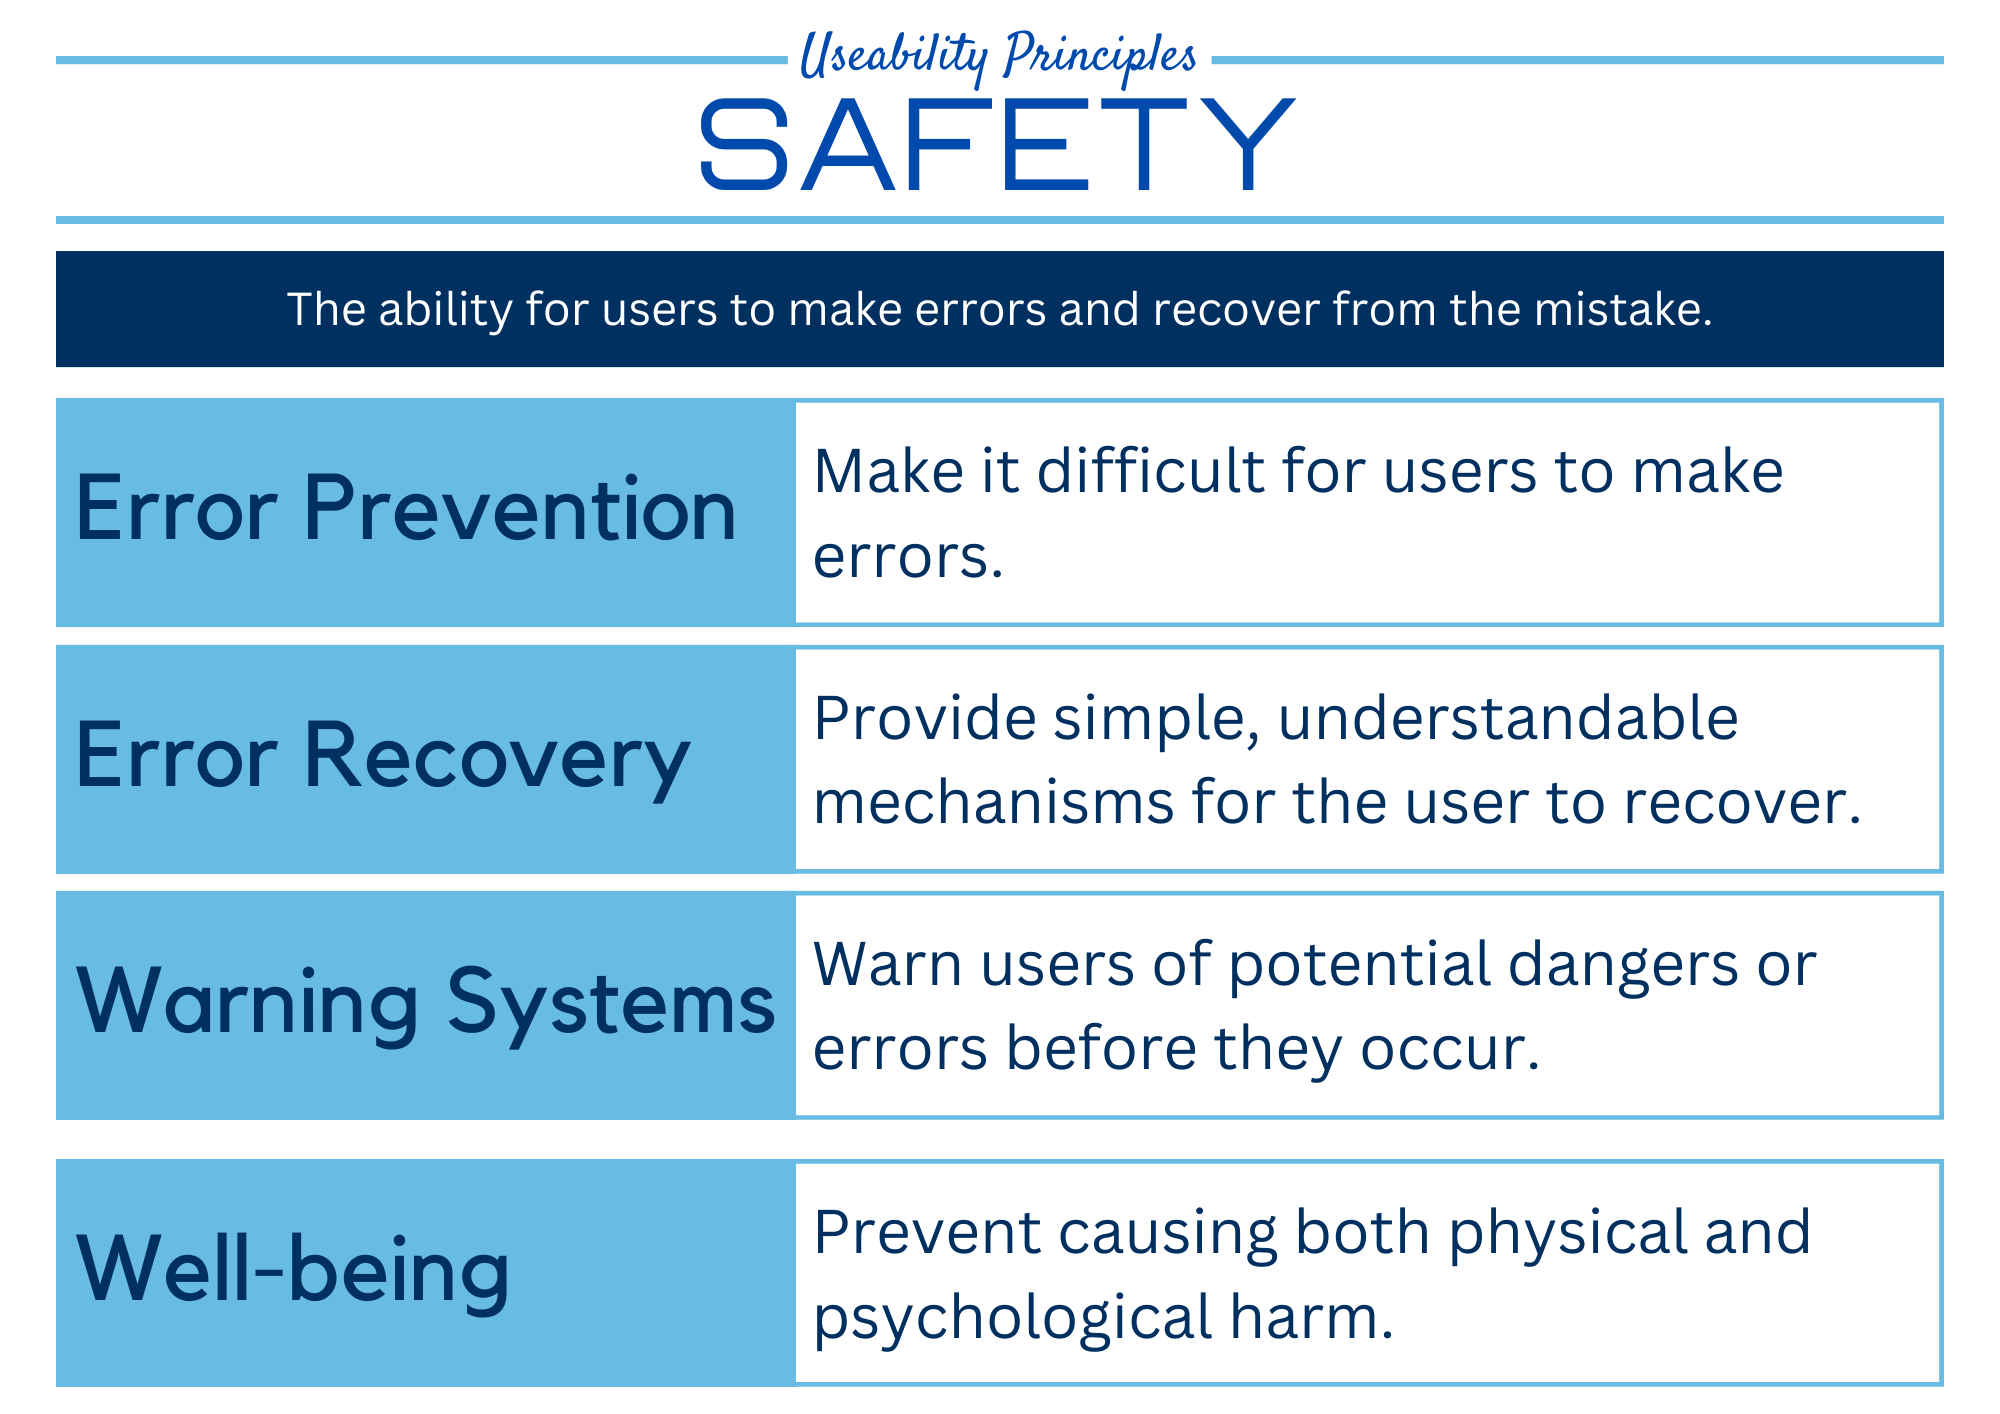 Useability Principles
SAFETY
The ability for users to make errors and recover from the mistake.
Error Prevention
Make it difficult for users to make
errors.
Error Recovery
Provide simple, understandable
mechanisms for the user to recover.
Warning Systems
Warn users of potential dangers or
errors before they occur.
Well-being
Prevent causing both physical and
psychological harm.